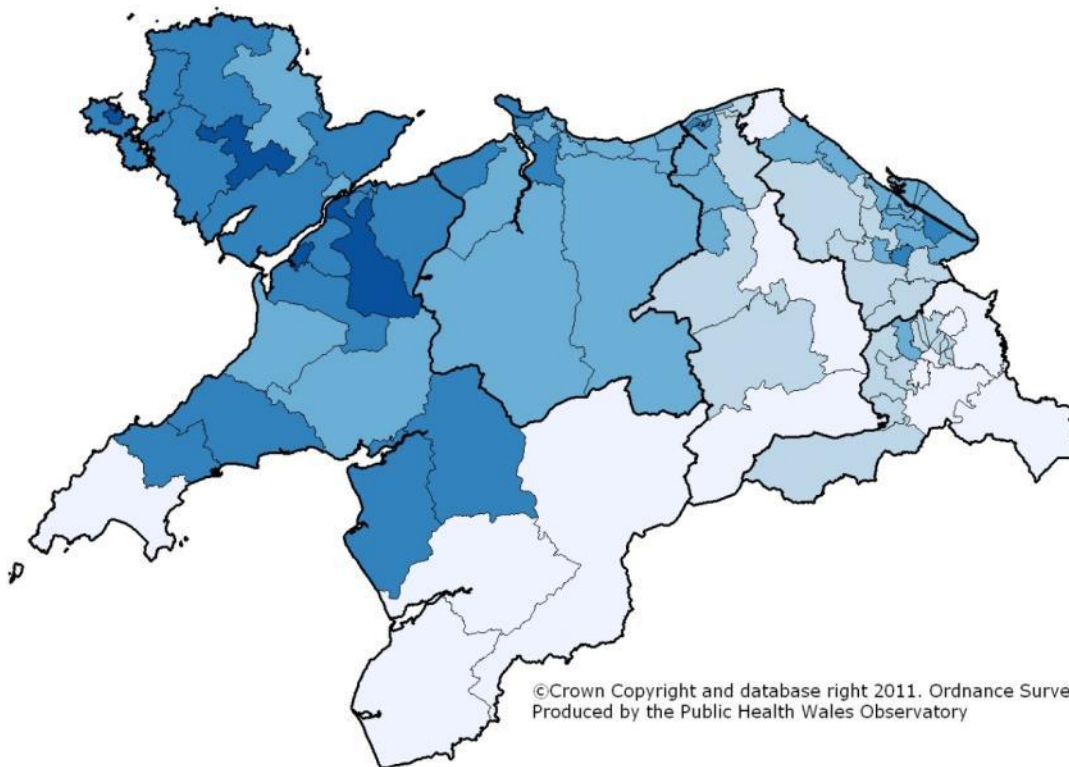 ©Crown Copyright and database right 2011. Ordnance Surve
Produced by the Public Health Wales Observatory